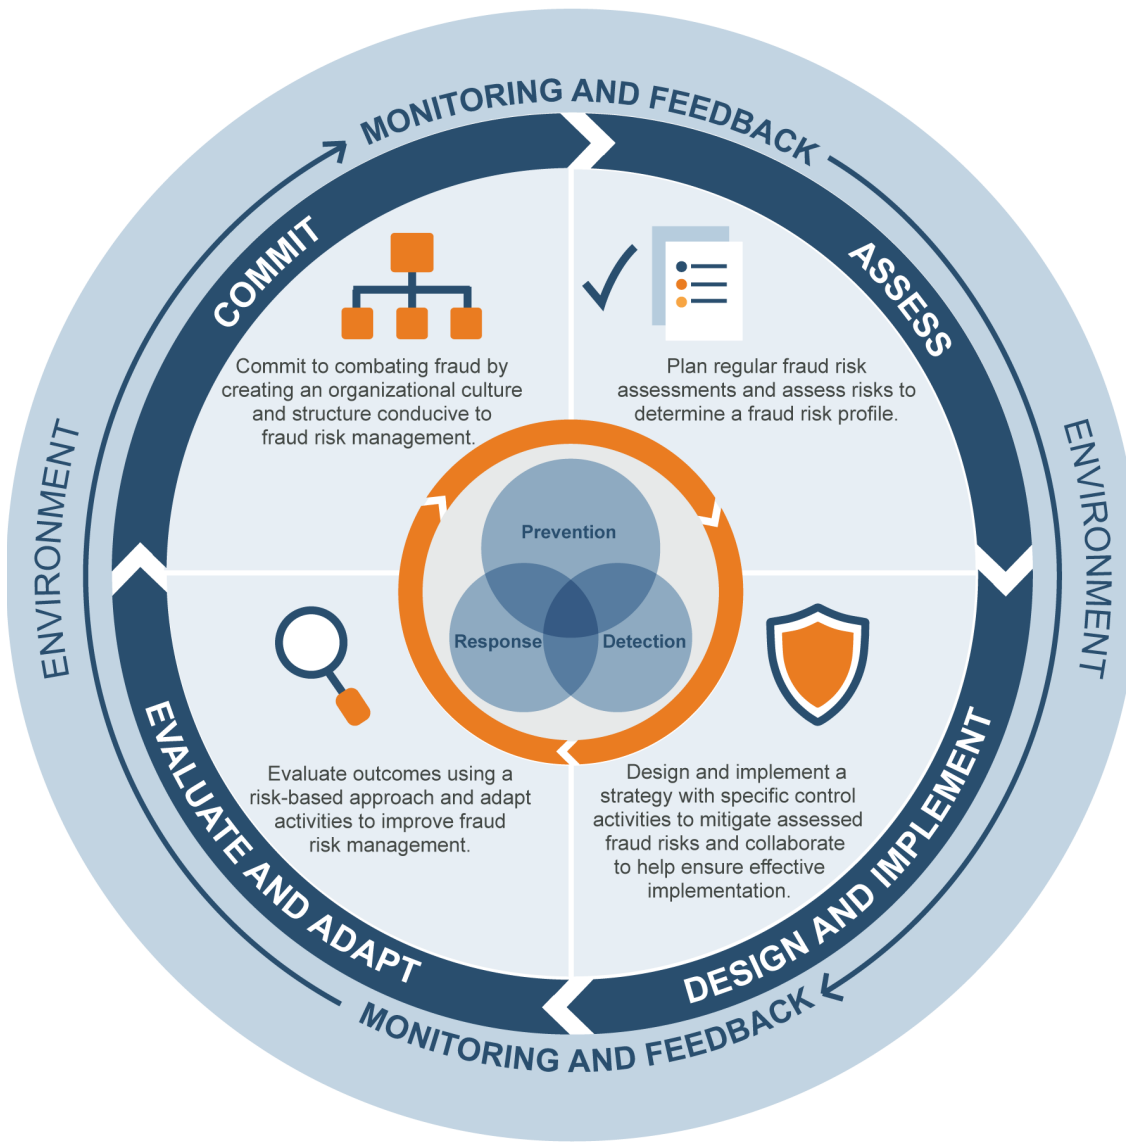 MONITORING AND FEEDBACK
COMMIT
ASSESS
Commit to combating fraud by
creating an organizational culture
and structure conducive to
fraud risk management.
Plan regular fraud risk
assessments and assess risks to
determine a fraud risk profile.
ENVIRONMENT
ENVIRONMENT
Prevention
Response
Detection
EVALUATE AND ADAPT
Evaluate outcomes using a
risk-based approach and adapt
activities to improve fraud
risk management.
Design and implement a
strategy with specific control
activities to mitigate assessed
fraud risks and collaborate
to help ensure effective
implementation.
DESIGN AND IMPLEMENT
MONITORING AND FEEDBACK